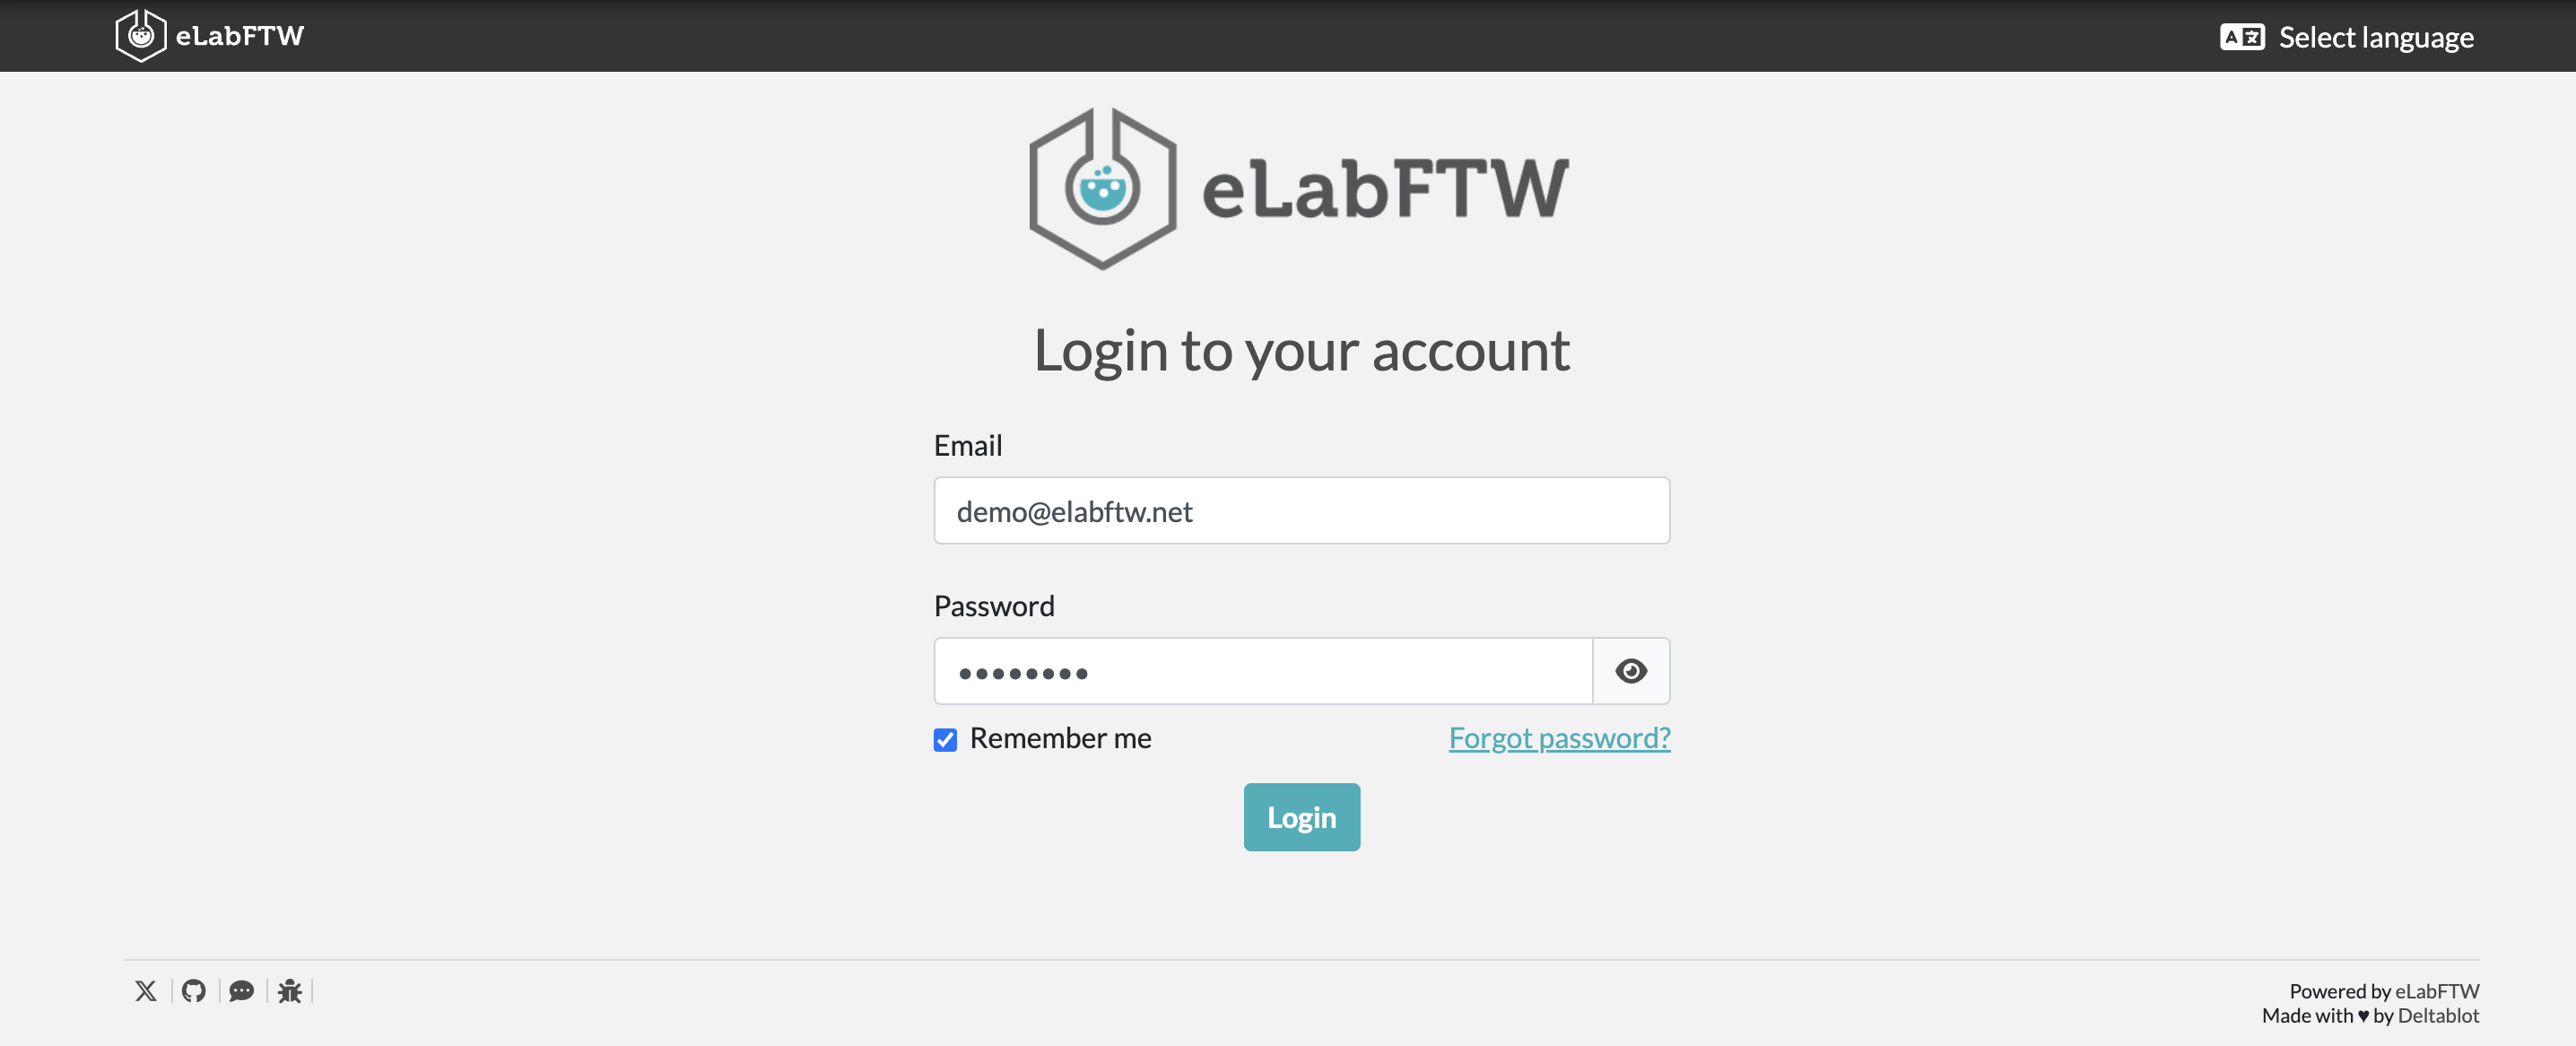 eLabFTW
Select language
eLabFTW
Login to your account
Email
demo@elabftw.net
Password
Remember me
Forgot password?
Login
Powered by eLabFTW
Made with ♥ by Deltablot